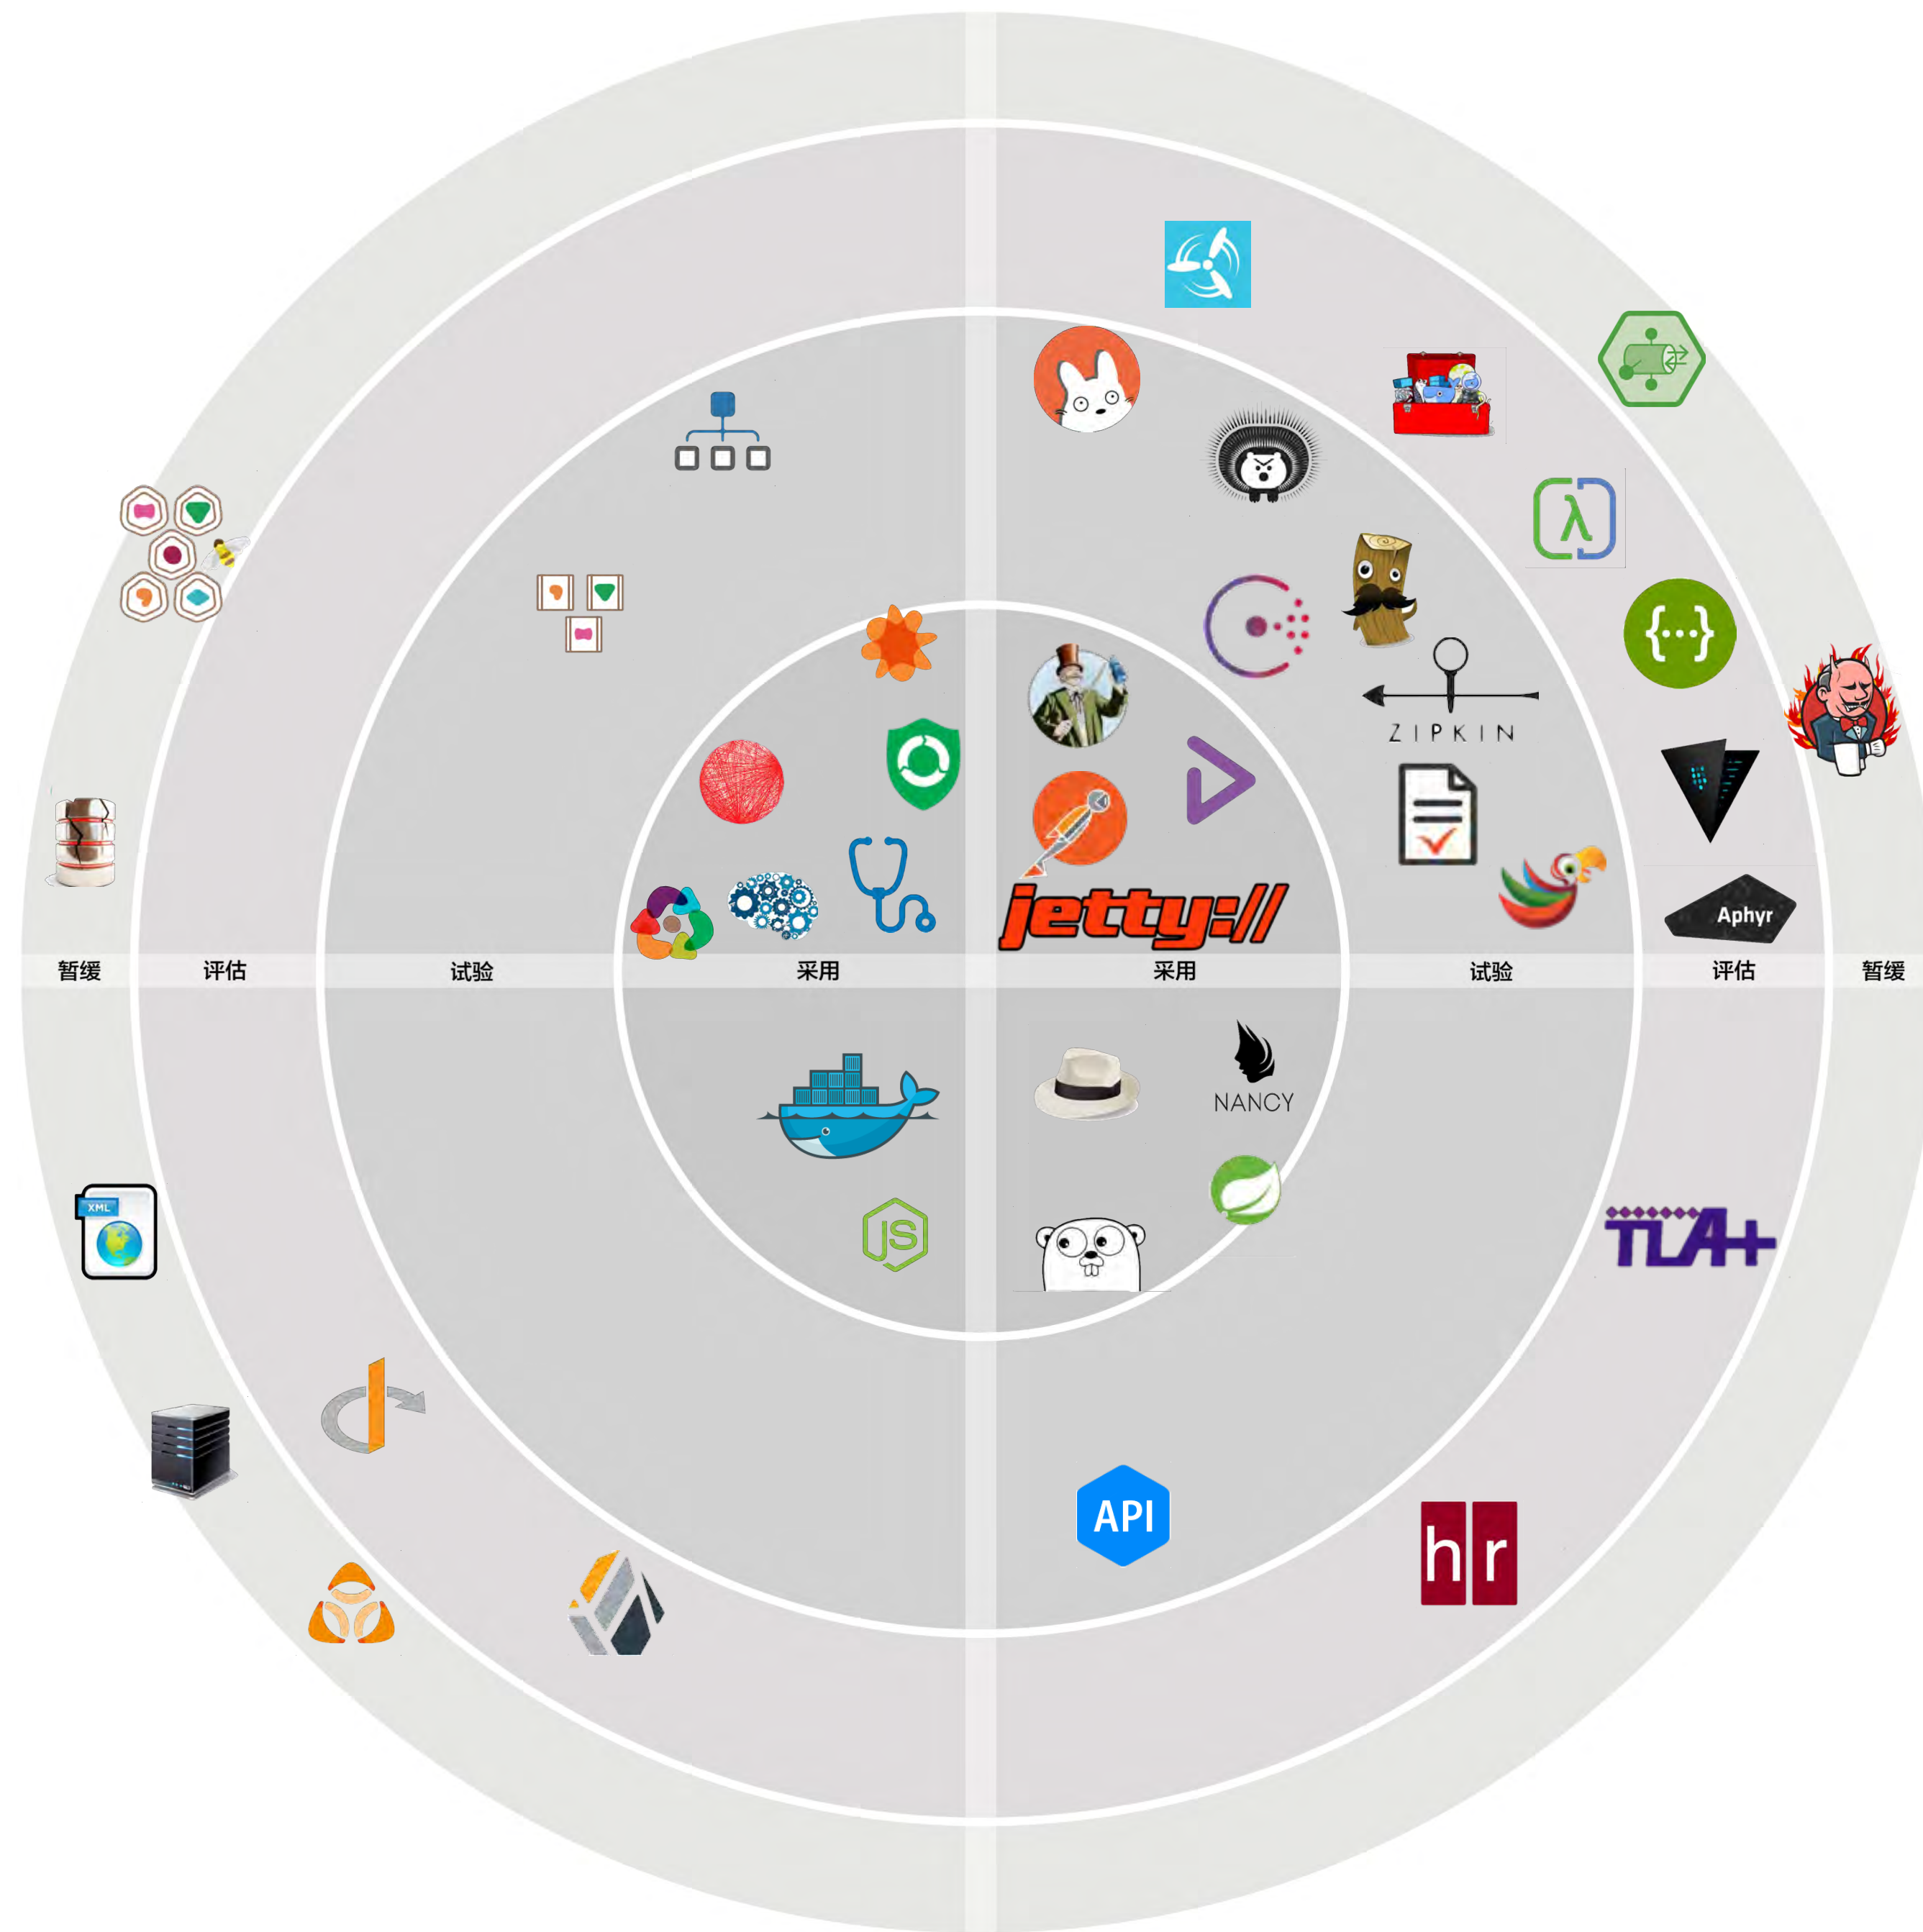 {···}
λ
ZIPKIN
Aphyr
jetty://
暂缓
评估
试验
采用
采用
试验
评估
暂缓
NANCY
JS
XML
TLA+
API
hr